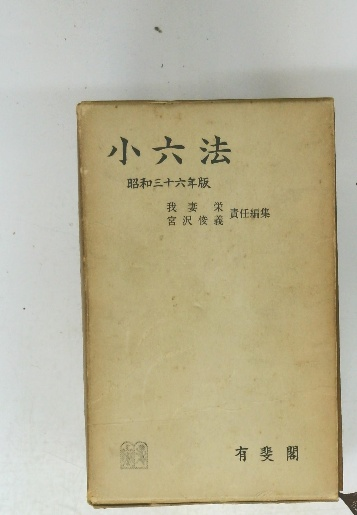 小六法
昭和三十六年版
我妻 栄
宮沢俊義
責任編集
有斐閣